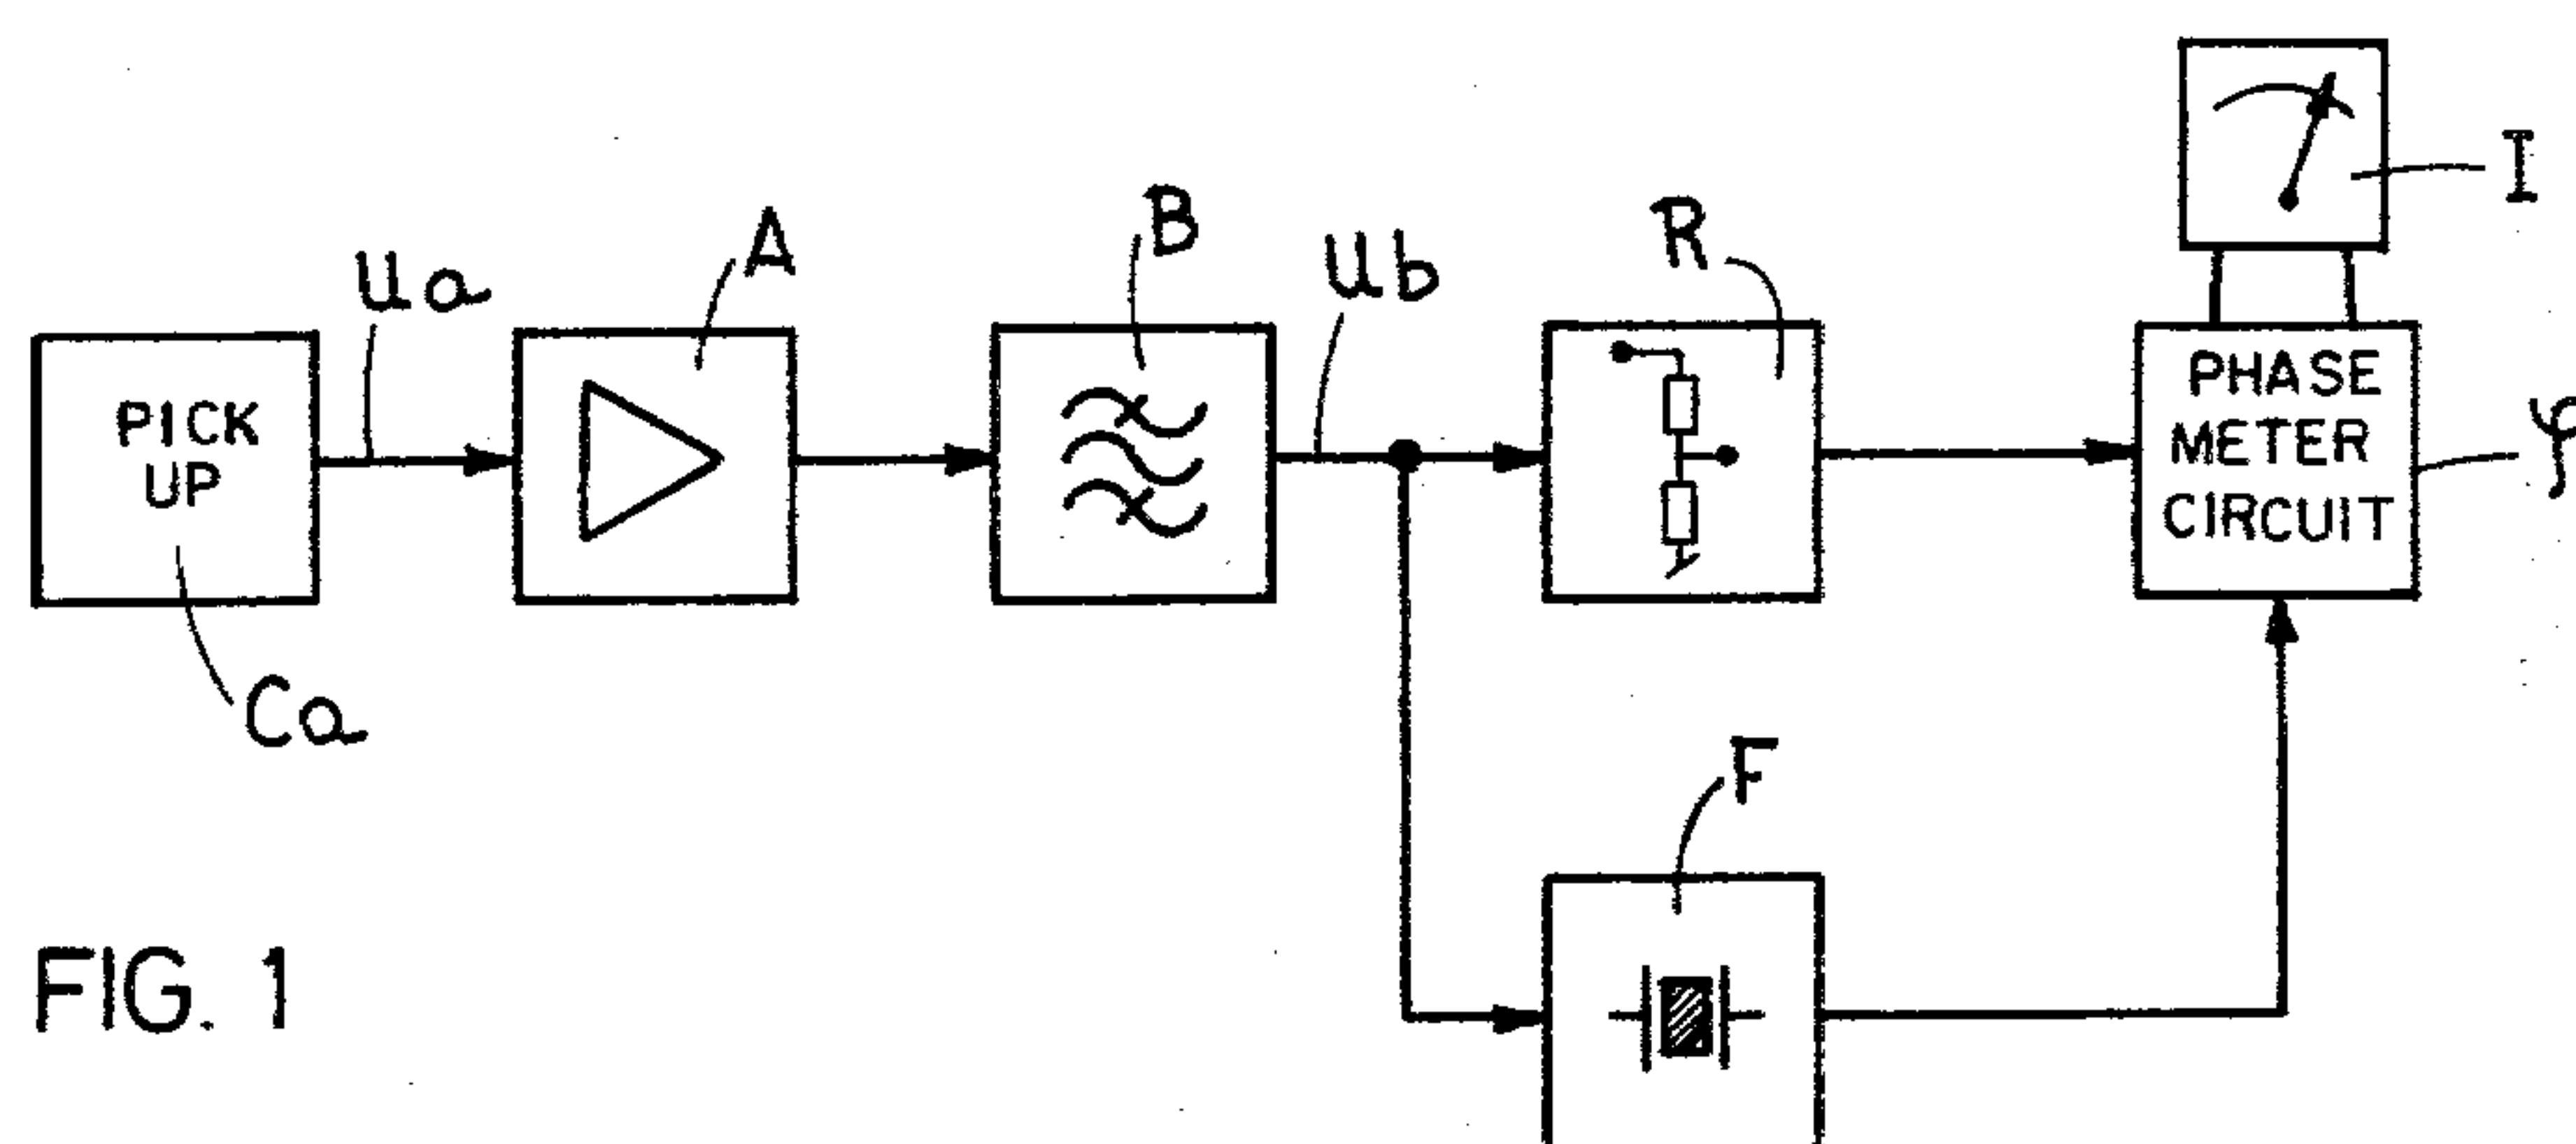 I
B
R
A
Ub
Ua
PHASE
METER
CIRCUIT
φ
PICK
UP
Ca
F
FIG. 1